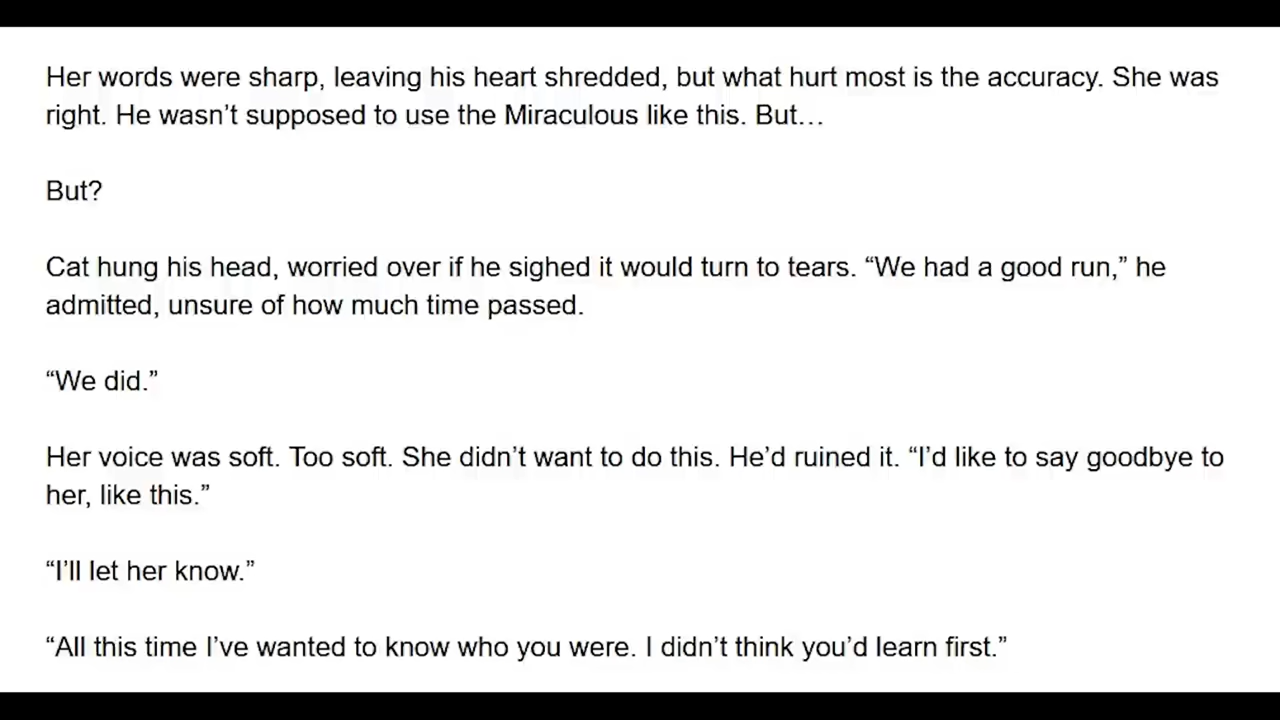 Her words were sharp, leaving his heart shredded, but what hurt most is the accuracy. She was
right. He wasn’t supposed to use the Miraculous like this. But…
But?
Cat hung his head, worried over if he sighed it would turn to tears. “We had a good run,” he
admitted, unsure of how much time passed.
“We did.”
Her voice was soft. Too soft. She didn’t want to do this. He’d ruined it. “I’d like to say goodbye to
her, like this.”
“I’ll let her know.”
“All this time I’ve wanted to know who you were. I didn’t think you’d learn first.”